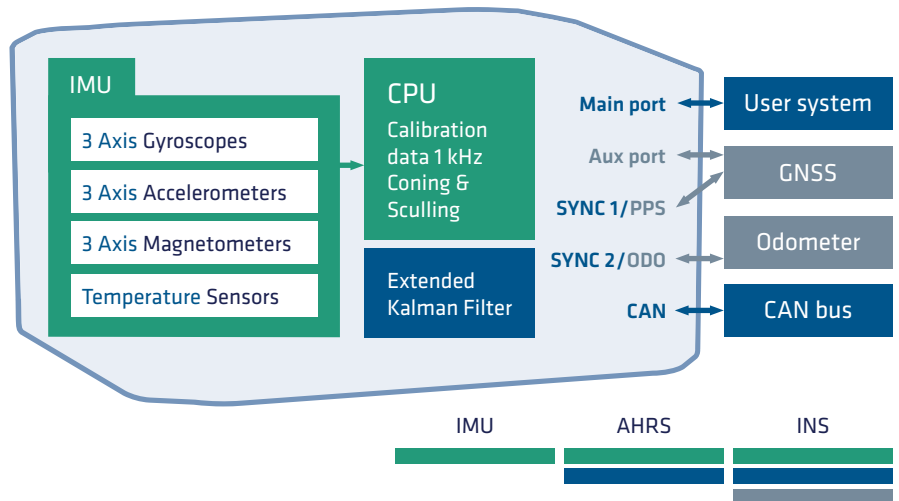 IMU
3 Axis Gyroscopes
3 Axis Accelerometers
3 Axis Magnetometers
Temperature Sensors
CPU
Calibration
data 1 kHz
Coning &
Sculling
Extended
Kalman Filter
Main port
Aux port
SYNC 1/PPS
SYNC 2/ODO
CAN
User system
GNSS
Odometer
CAN bus
IMU
AHRS
INS